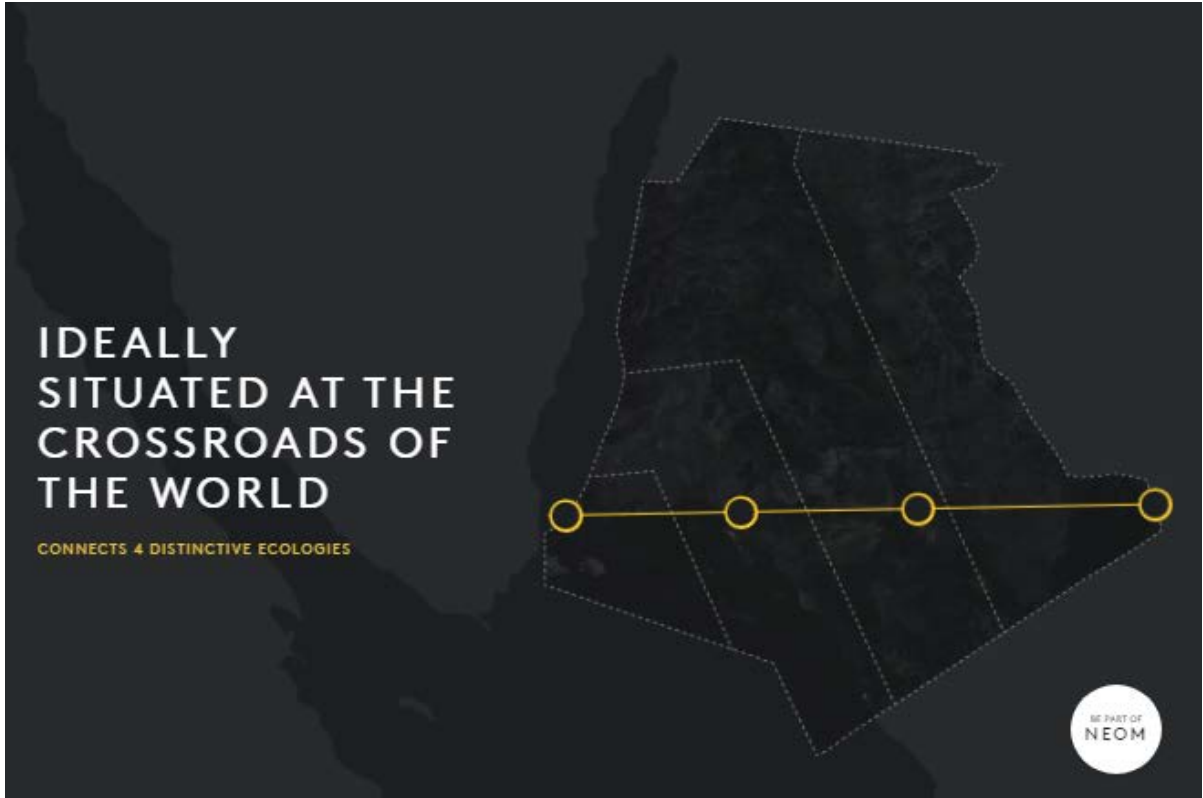 IDEALLY
SITUATED AT THE
CROSSROADS OF
THE WORLD
CONNECTS 4 DISTINCTIVE ECOLOGIES
BE PART OF
NEOM